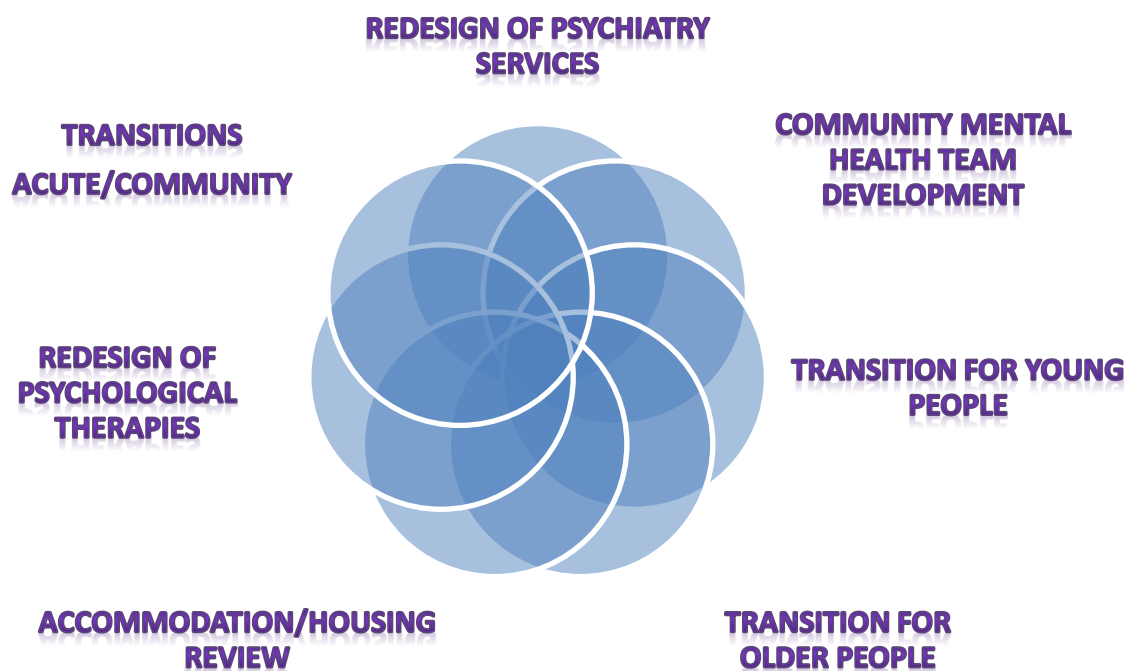 REDESIGN OF PSYCHIATRY
SERVICES
TRANSITIONS
ACUTE/COMMUNITY
COMMUNITY MENTAL
HEALTH TEAM
DEVELOPMENT
REDESIGN OF
PSYCHOLOGICAL
THERAPIES
TRANSITION FOR YOUNG
PEOPLE
ACCOMMODATION/HOUSING
REVIEW
TRANSITION FOR
OLDER PEOPLE